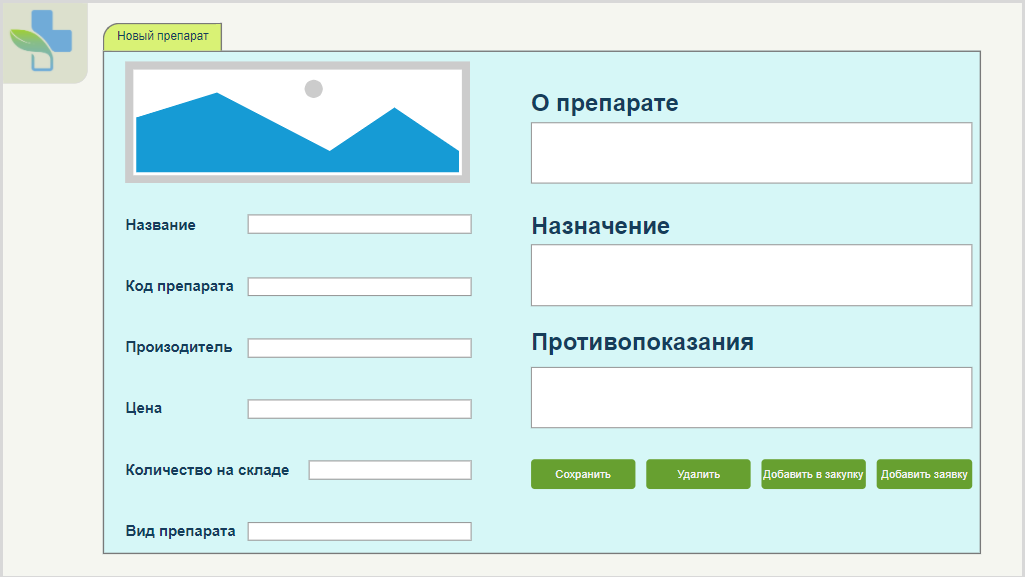 Новый препарат
Название
Код препарата
Произодитель
Цена
Количество на складе
Вид препарата
О препарате
Назначение
Противопоказания
Сохранить
Удалить
Добавить в закупку
Добавить заявку